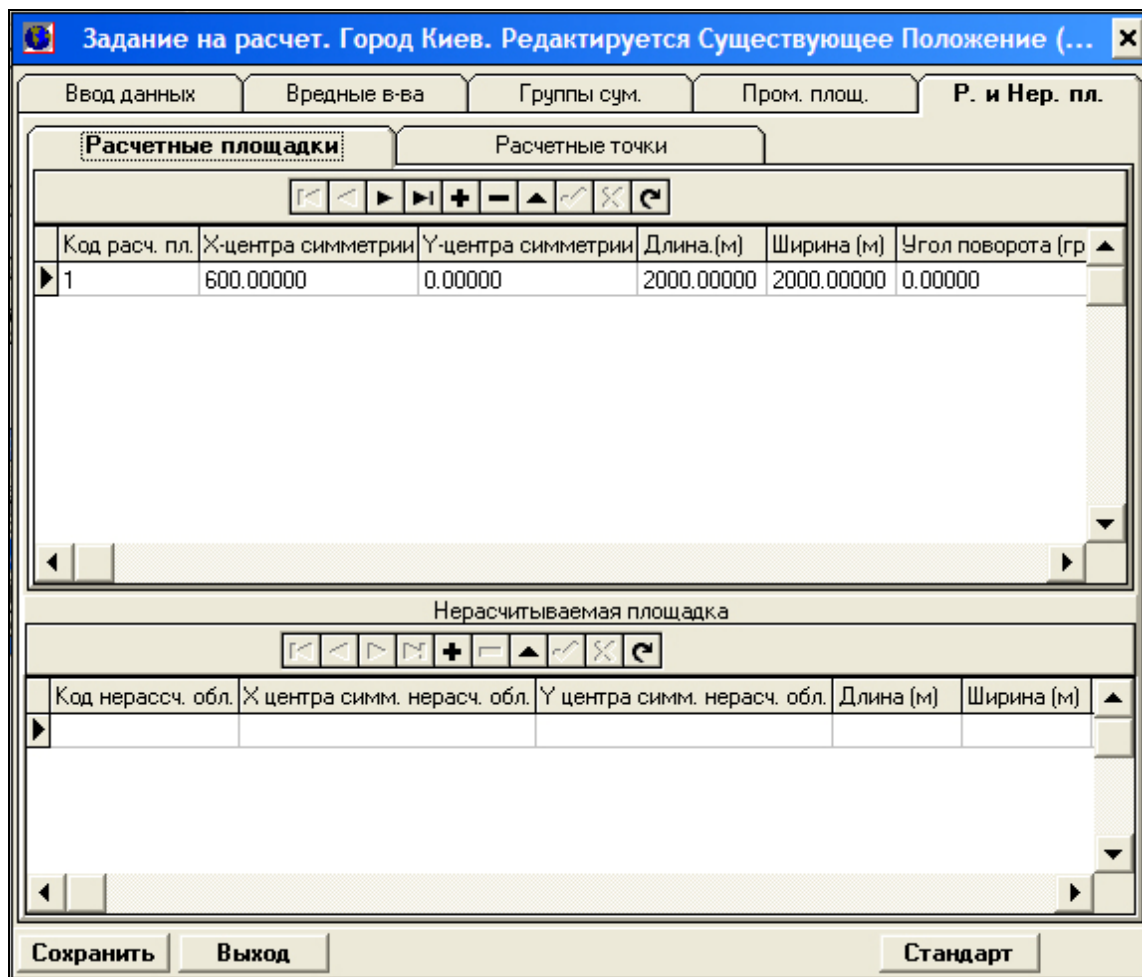 Задание на расчет. Город Киев. Редактируется Существующее Положение (...
Ввод данных Вредные в-ва Группы сум. Пром. площ. Р. и Нер. пл.
Расчетные площадки Расчетные точки
Код расч. пл. X-центра симметрии Y-центра симметрии Длина.(м) Ширина (м) Угол поворота (гр
1 600.00000 0.00000 2000.00000 2000.00000 0.00000
Нерасчитываемая площадка
Код нерассч. обл. X центра симм. нерасч. обл. Y центра симм. нерасч. обл. Длина (м) Ширина (м)
Сохранить Выход Стандарт